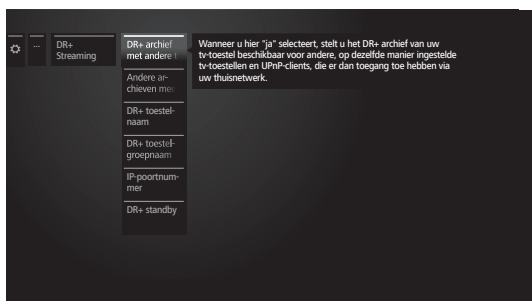 ...
DR+
Streaming
DR+ archief
met andere t
Andere ar-
chieven mee
DR+ toestel-
naam
DR+ toestel-
groepnaam
IP-poortnum-
mer
DR+ standby
Wanneer u hier "ja" selecteert, stelt u het DR+ archief van uw
tv-toestel beschikbaar voor andere, op dezelfde manier ingestelde
tv-toestellen en UPnP-clients, die er dan toegang toe hebben via
uw thuisnetwerk.